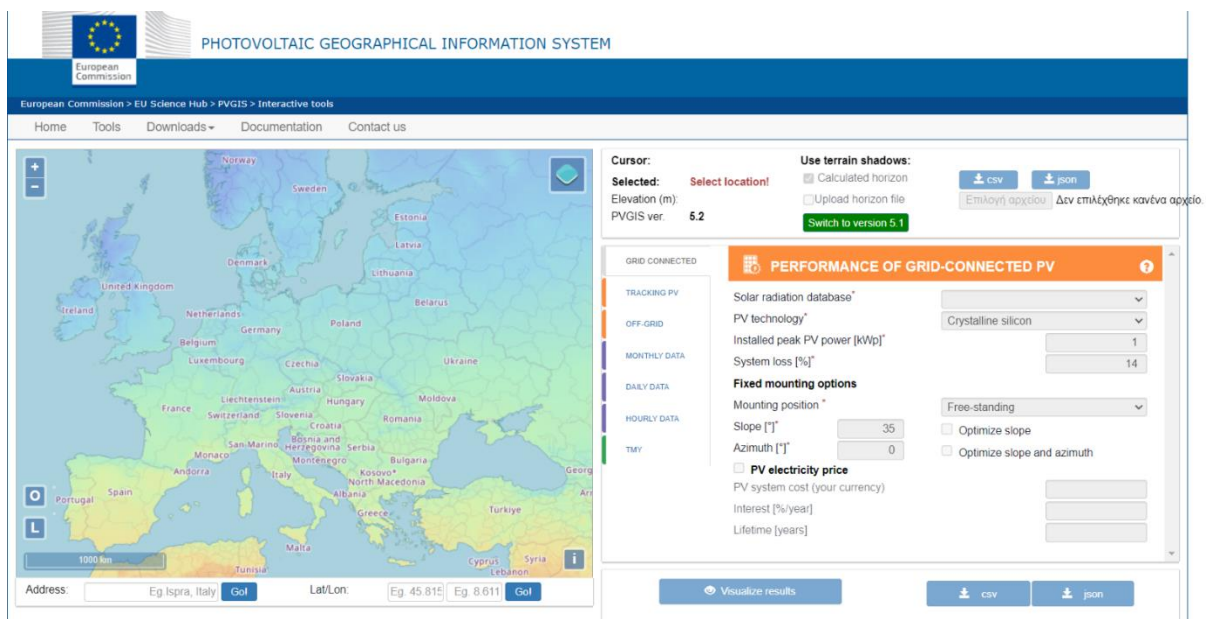 European
Commission
PHOTOVOLTAIC GEOGRAPHICAL INFORMATION SYSTEM
European Commission > EU Science Hub > PVGIS > Interactive tools
Home Tools Downloads Documentation Contact us
+
−
Norway
Sweden
Estonia
Latvia
Denmark
Lithuania
United Kingdom
Ireland
Belarus
Netherlands
Poland
Germany
Belgium
Luxembourg
Czechia
Ukraine
Slovakia
Austria
Liechtenstein
Hungary
Moldova
France
Switzerland
Slovenia
Croatia
Romania
San Marino
Bosnia and
Herzegovina
Serbia
Monaco
Montenegro
Bulgaria
Andorra
Italy
Kosovo*
Georg
North Macedonia
Albania
Portugal
Spain
Greece
Türkiye
Ar
Malta
Cyprus
Syria
Lebanon
Tunisia
O
L
1000 km
i
Address: Eg.Ispra, Italy Go! Lat/Lon: Eg. 45.815 Eg. 8.611 Go!
Cursor:
Selected: Select location!
Elevation (m):
PVGIS ver. 5.2
Use terrain shadows:
Calculated horizon
Upload horizon file
Switch to version 5.1
csv json
Επιλογή αρχείου Δεν επιλέχθηκε κανένα αρχείο.
GRID CONNECTED
TRACKING PV
OFF-GRID
MONTHLY DATA
DAILY DATA
HOURLY DATA
TMY
PERFORMANCE OF GRID-CONNECTED PV ?
Solar radiation database*
PV technology* Crystalline silicon
Installed peak PV power [kWp]* 1
System loss [%]* 14
Fixed mounting options
Mounting position * Free-standing
Slope [°]* 35 Optimize slope
Azimuth [°]* 0 Optimize slope and azimuth
PV electricity price
PV system cost (your currency)
Interest [%/year]
Lifetime [years]
Visualize results csv json